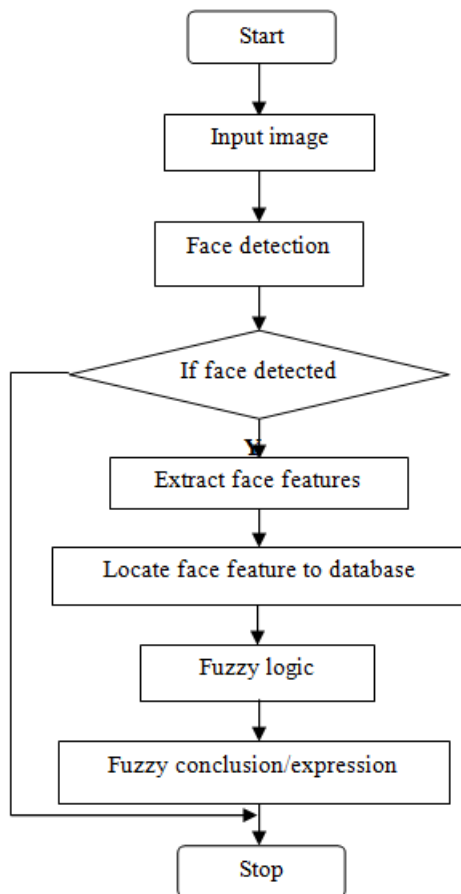 Start
Input image
Face detection
If face detected
Y
Extract face features
Locate face feature to database
Fuzzy logic
Fuzzy conclusion/expression
Stop